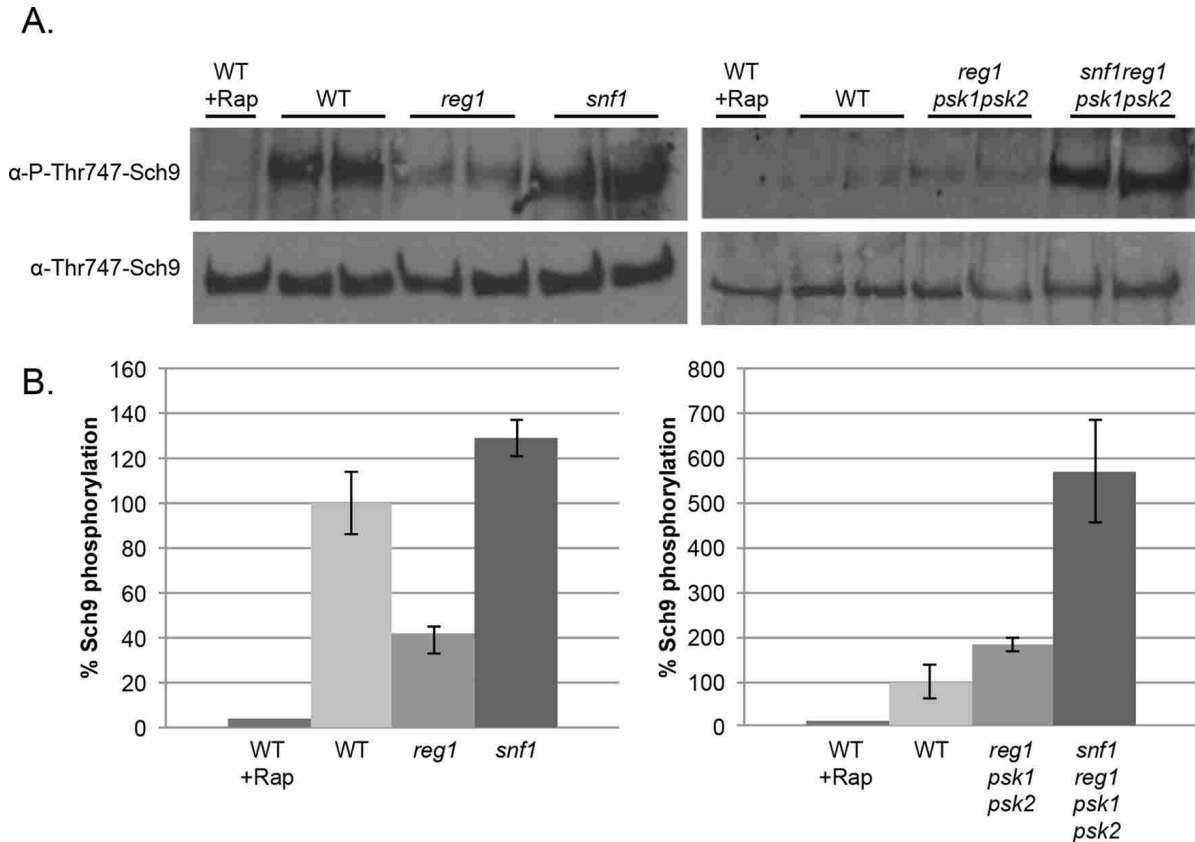 A.
WT
+Rap
WT
reg1
snf1
WT
+Rap
WT
reg1
psk1psk2
snf1reg1
psk1psk2
α-P-Thr747-Sch9
α-Thr747-Sch9
B.
% Sch9 phosphorylation
160
140
120
100
80
60
40
20
0
WT
+Rap
WT
reg1
snf1
% Sch9 phosphorylation
800
700
600
500
400
300
200
100
0
WT
+Rap
WT
reg1
psk1
psk2
snf1
reg1
psk1
psk2